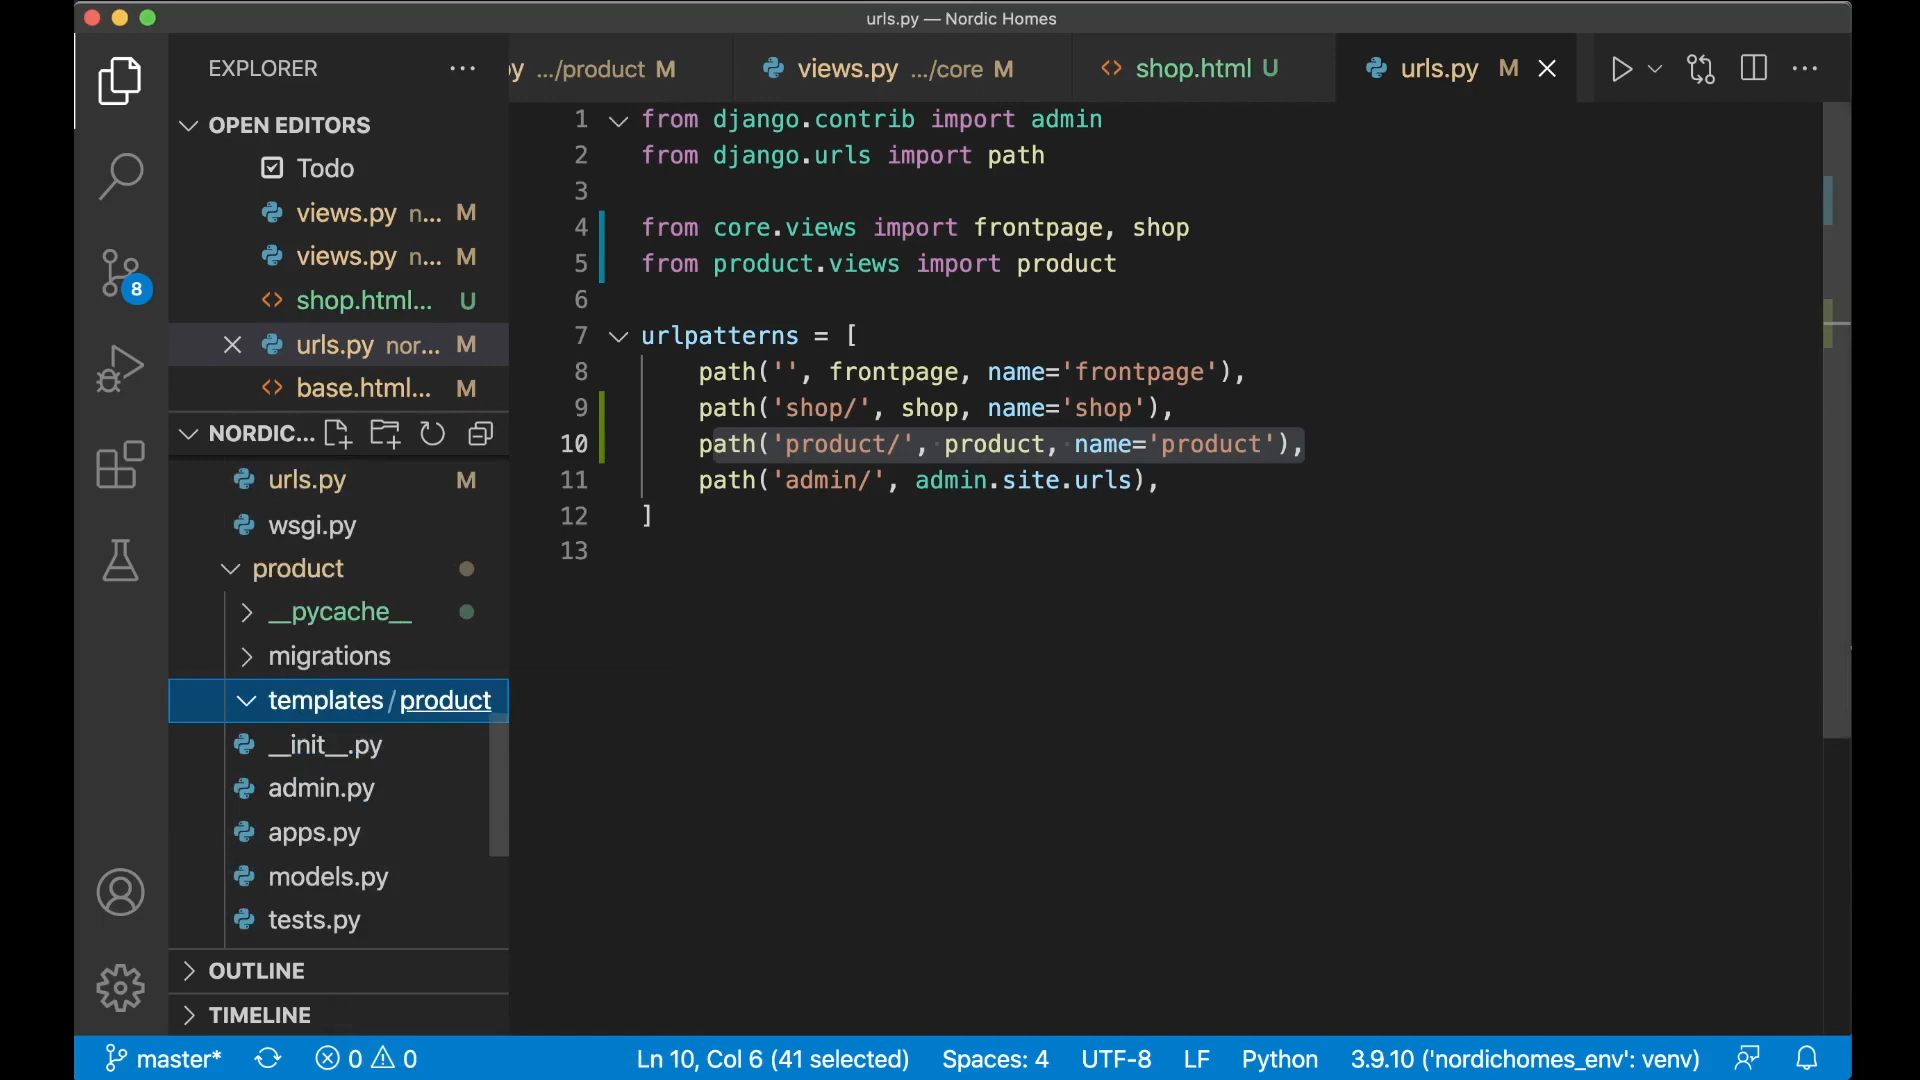 urls.py — Nordic Homes
EXPLORER
py .../product M
views.py .../core M
shop.html U
urls.py M
OPEN EDITORS
Todo
views.py n... M
views.py n... M
shop.html... U
urls.py nor... M
base.html... M
NORDIC...
urls.py M
wsgi.py
product
__pycache__
migrations
templates/product
__init__.py
admin.py
apps.py
models.py
tests.py
OUTLINE
TIMELINE
8
1 from django.contrib import admin
2 from django.urls import path
3
4 from core.views import frontpage, shop
5 from product.views import product
6
7 urlpatterns = [
8 path('', frontpage, name='frontpage'),
9 path('shop/', shop, name='shop'),
10 path('product/', product, name='product'),
11 path('admin/', admin.site.urls),
12 ]
13
master* 0 0 Ln 10, Col 6 (41 selected) Spaces: 4 UTF-8 LF Python 3.9.10 ('nordichomes_env': venv)